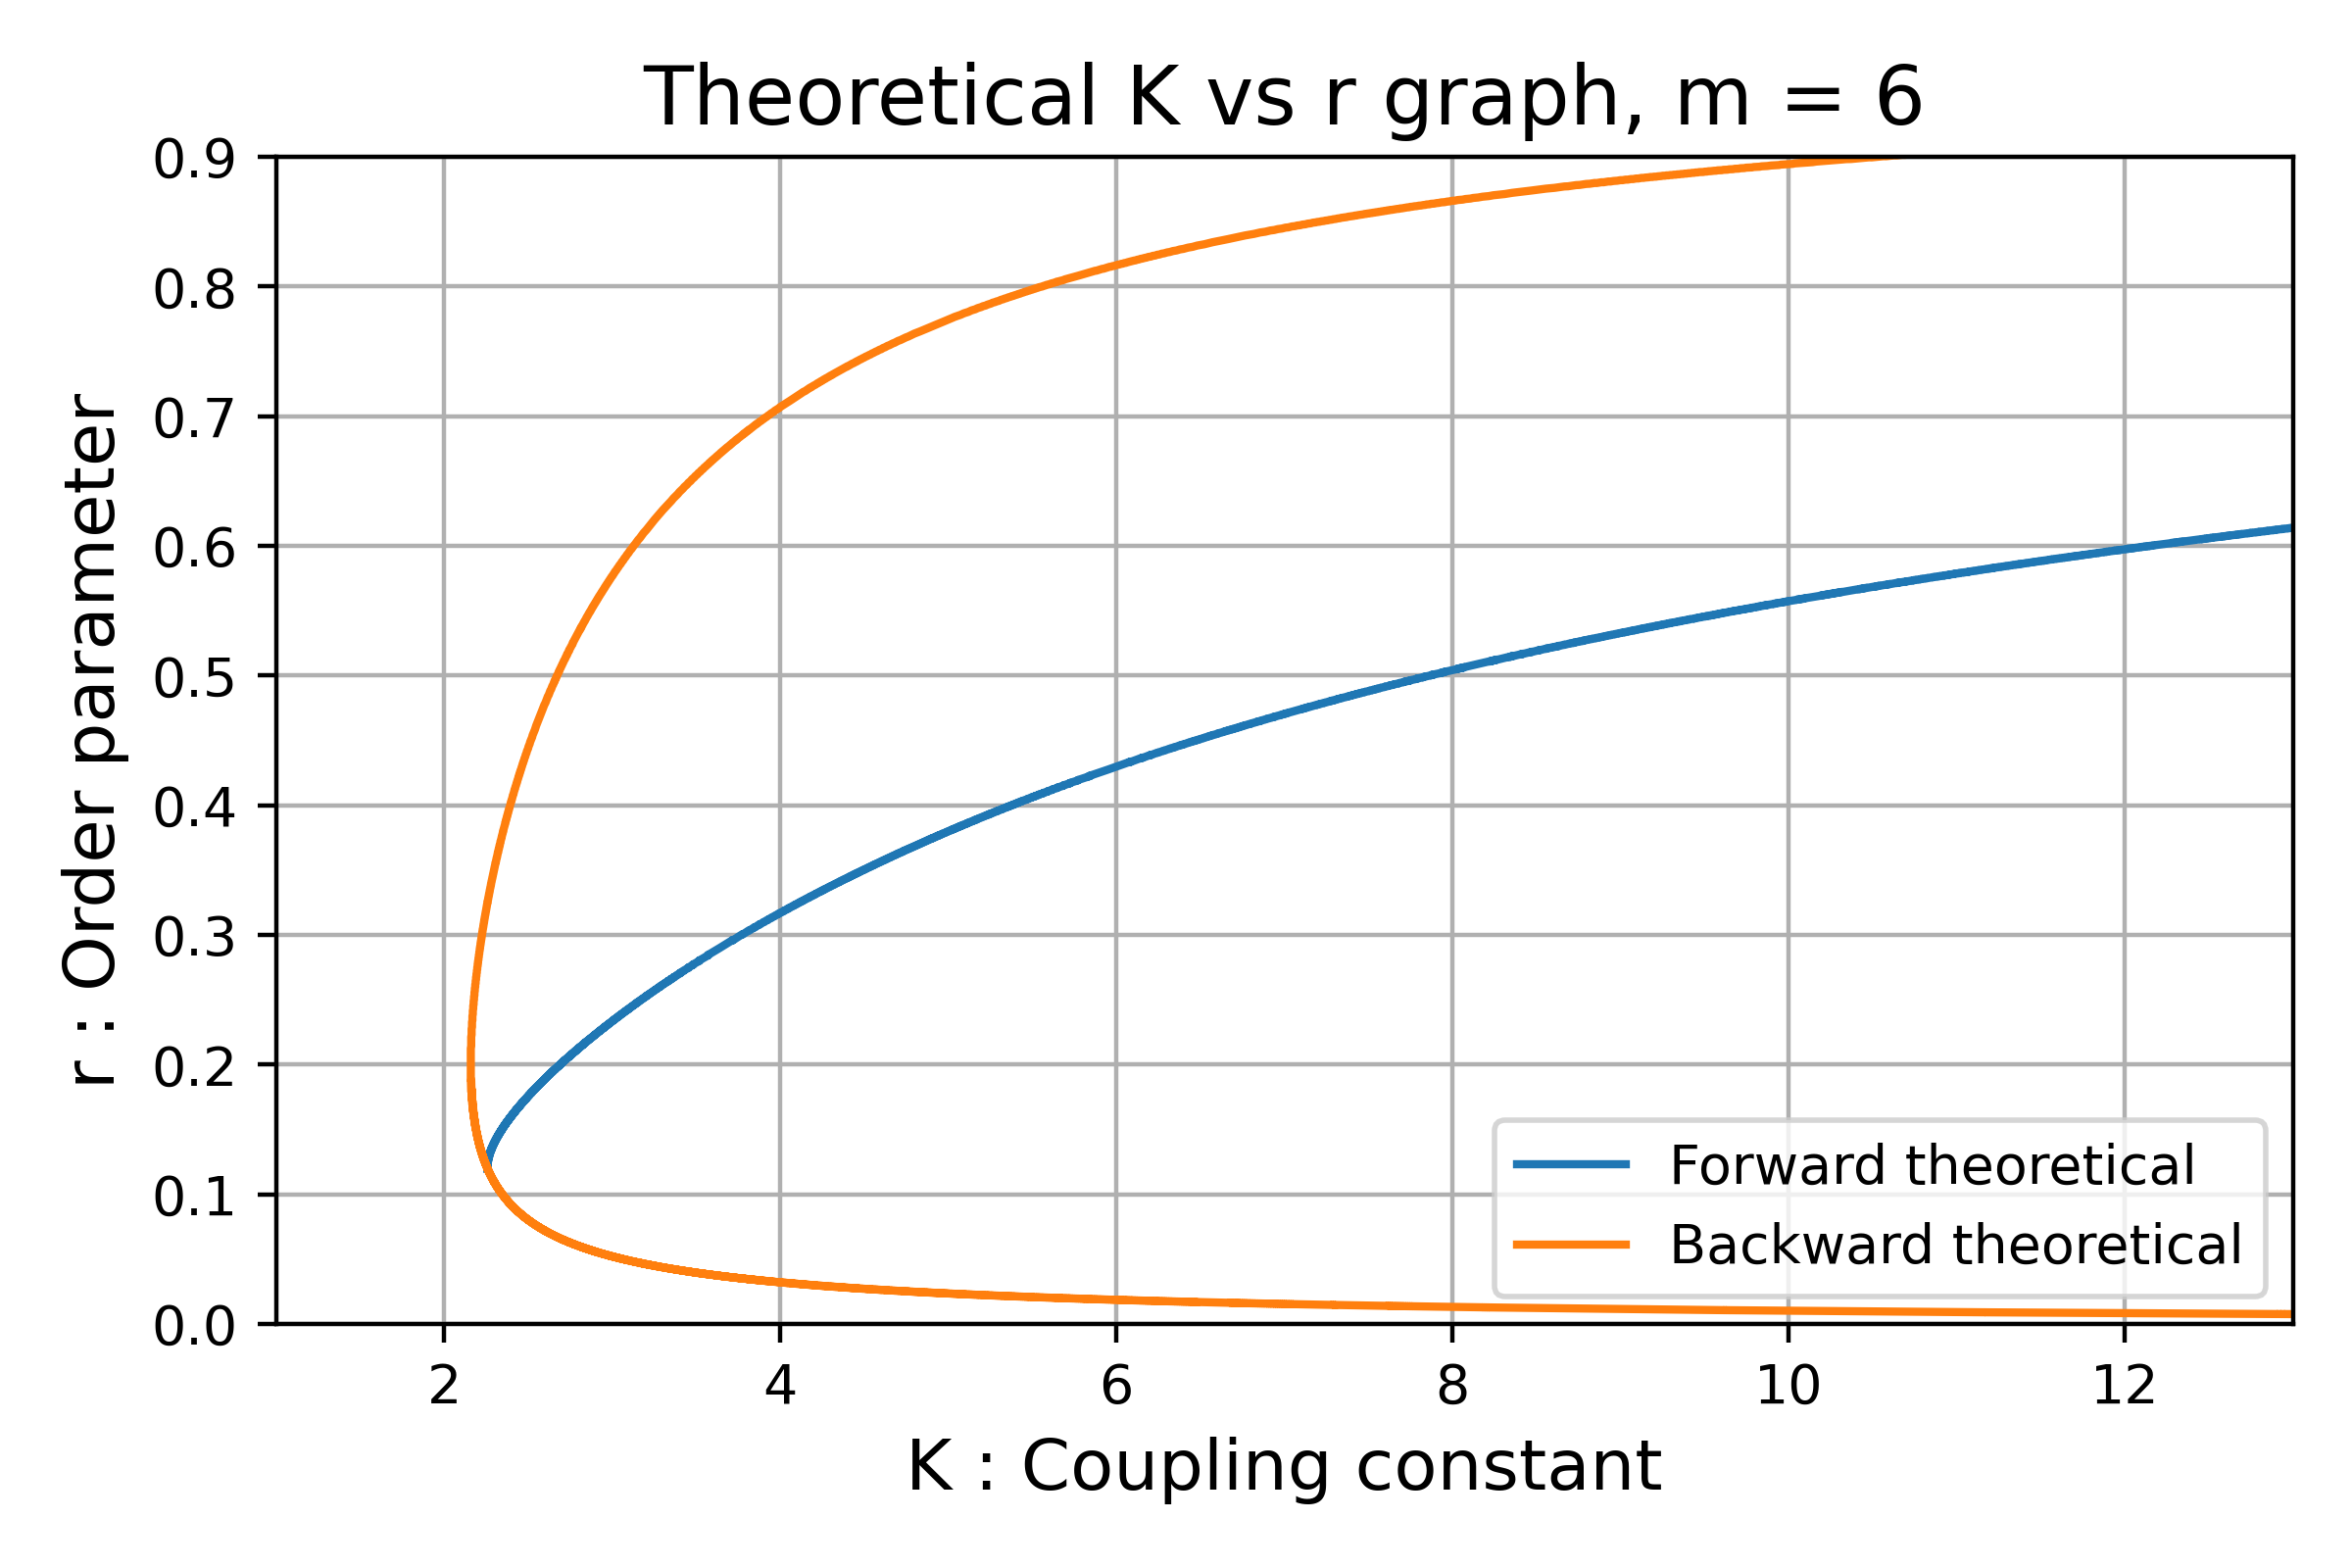 Theoretical K vs r graph, m = 6
0.9
0.8
0.7
0.6
0.5
0.4
0.3
0.2
0.1
0.0
r : Order parameter
Forward theoretical
Backward theoretical
2 4 6 8 10 12
K : Coupling constant